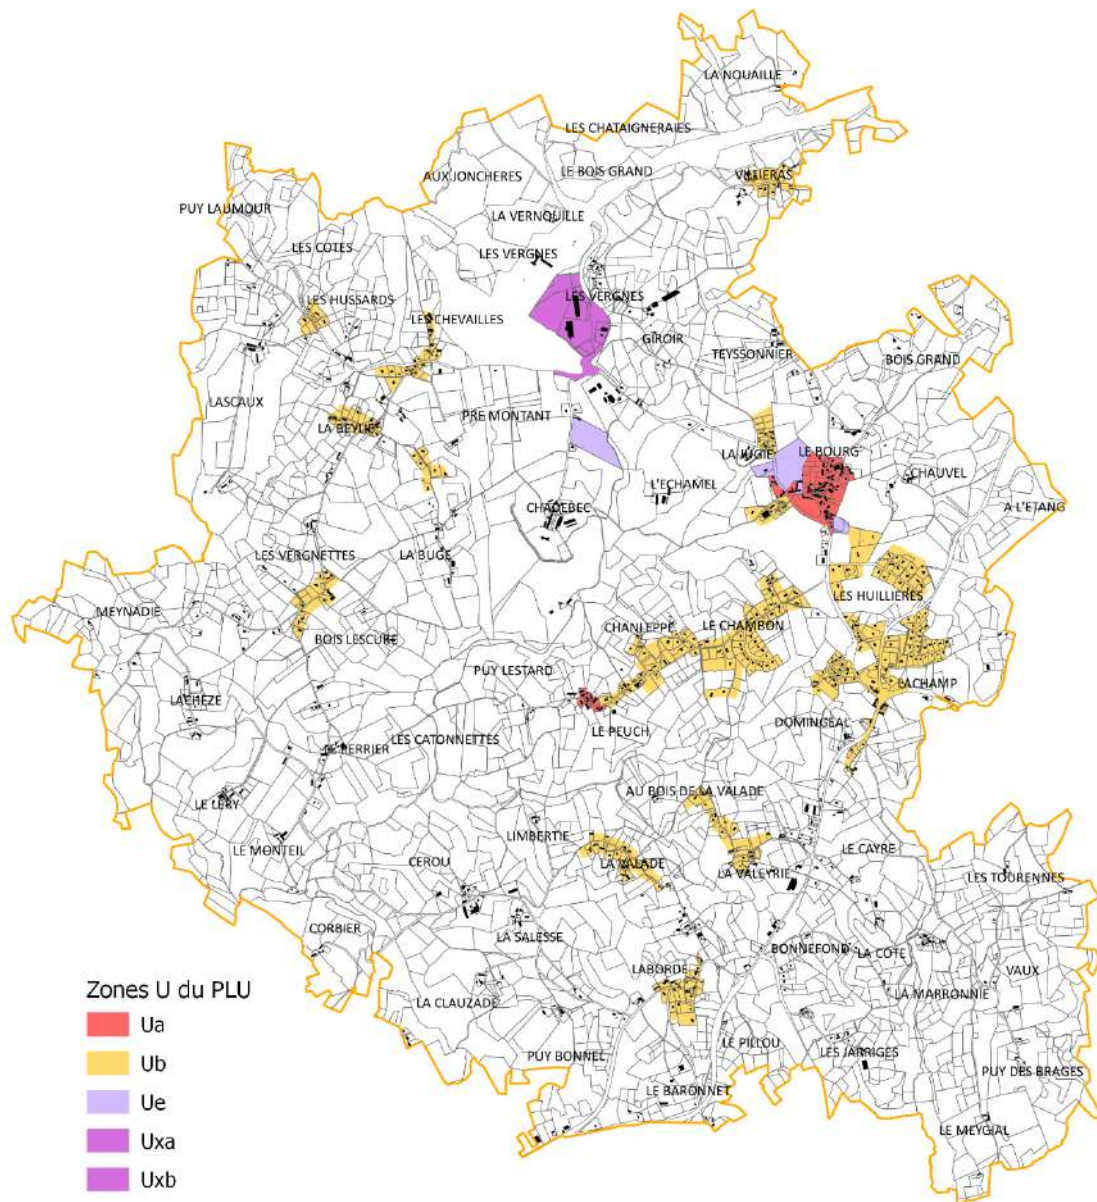 LA NOUAILLE
LES CHATAIGNERAIES
LE BOIS GRAND
AUX JONCHERES
VILLIERAS
PUY LAUMOUR
LA VERNOUILLE
LES COTES
LES VERGNES
LES HUSSARDS
LES VERGNES
LES CHEVAILLES
GIROIR
TEYSSONNIER
BOIS GRAND
LASCAUX
PRE MONTANT
LA BEYLIE
LA JUGIE
LE BOURG
CHAUVEL
L'ECHAMEL
CHADEBEC
A L'ETANG
LES VERGNETTES
LA BUGE
LES HUILLIERES
MEYNADIE
BOIS LESCURE
CHANLEPPE
LE CHAMBON
PUY LESTARD
LACHAMP
LACHEZE
DOMINGEAL
LE PEUCH
LES CATONNETTES
LE PERRIER
AU BOIS DE LA VALADE
LE LERY
LIMBERTIE
LE MONTEIL
CEROU
LA VALADE
LE CAYRE
LA VALEYRIE
LES TOURENNES
CORBIER
LA SALESSE
BONNEFOND
LA COTE
LABORDE
VAUX
LA CLAUZADE
LA MARRONNIE
LE PILLOU
PUY BONNEL
LES JARRIGES
PUY DES BRAGES
LE BARONNET
LE MEYGIAL
Zones U du PLU
Ua
Ub
Ue
Uxa
Uxb